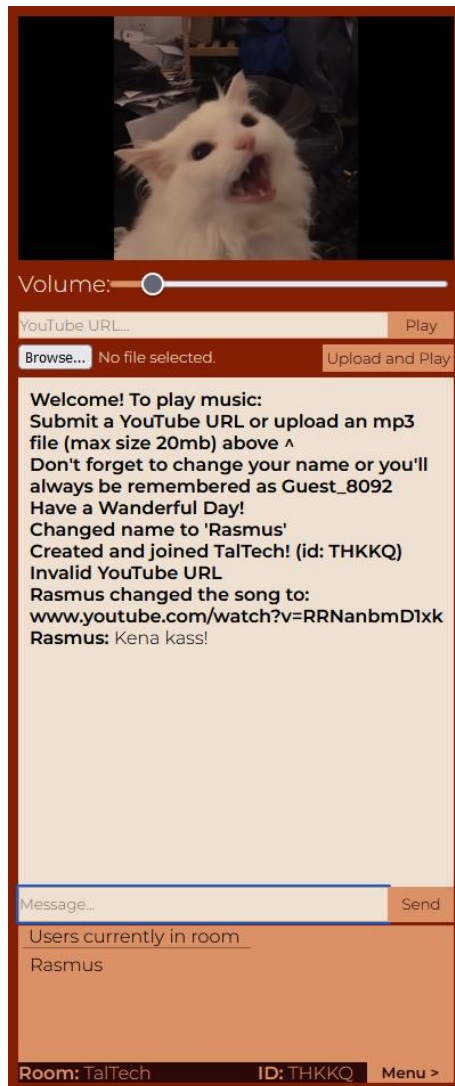 Volume:
YouTube URL...
Play
Browse...
No file selected.
Upload and Play
Welcome! To play music:
Submit a YouTube URL or upload an mp3
file (max size 20mb) above ^
Don't forget to change your name or you'll
always be remembered as Guest_8092
Have a Wanderful Day!
Changed name to 'Rasmus'
Created and joined TalTech! (id: THKKQ)
Invalid YouTube URL
Rasmus changed the song to:
www.youtube.com/watch?v=RRNanbmD1xk
Rasmus: Kena kass!
Message...
Send
Users currently in room
Rasmus
Room: TalTech
ID: THKKQ
Menu >